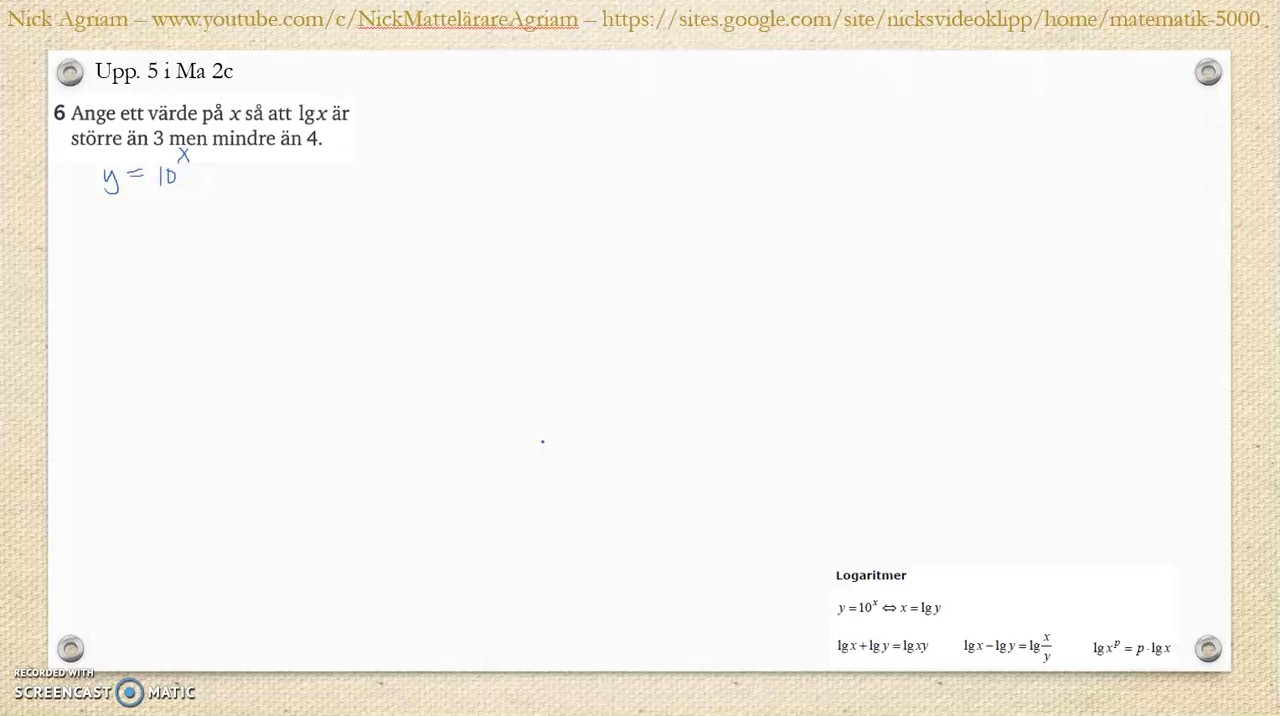 Nick Agriam – www.youtube.com/c/NickMattelärareAgriam – https://sites.google.com/site/nicksvideoklipp/home/matematik-5000
Upp. 5 i Ma 2c
6 Ange ett värde på x så att lg x är
större än 3 men mindre än 4.
y = 10^x
Logaritmer
y = 10^x ⇔ x = lg y
lg x + lg y = lg xy lg x − lg y = lg x/y lg x^p = p · lg x
RECORDED WITH
SCREENCAST MATIC